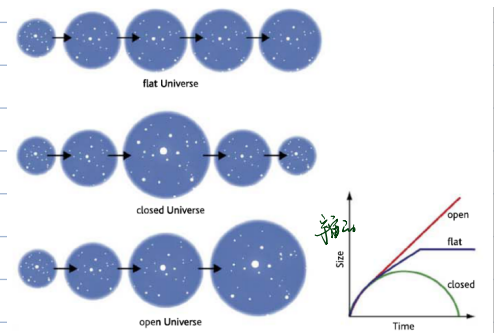 flat Universe
closed Universe
open Universe
Size
open
flat
closed
Time